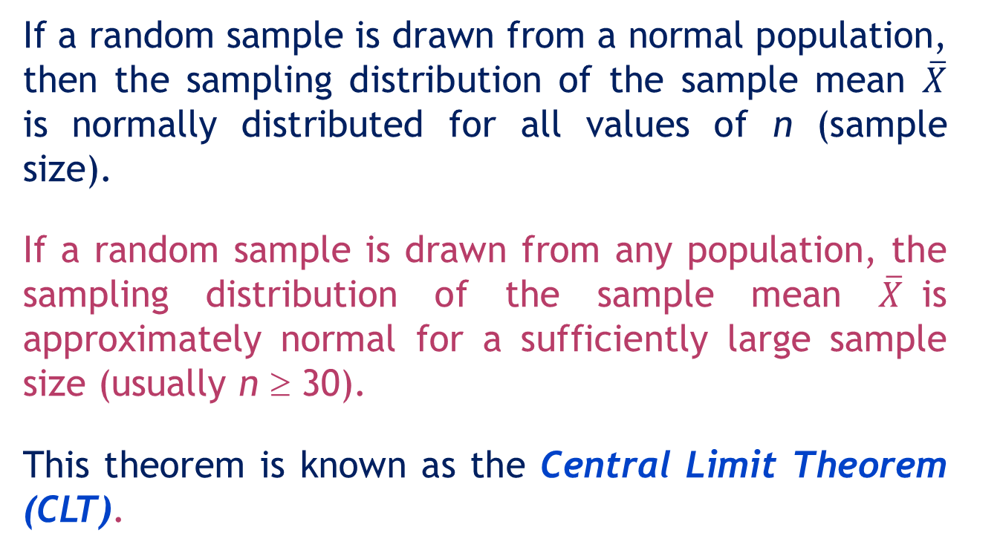 If a random sample is drawn from a normal population,
then the sampling distribution of the sample mean X̄
is normally distributed for all values of n (sample
size).
If a random sample is drawn from any population, the
sampling distribution of the sample mean X̄ is
approximately normal for a sufficiently large sample
size (usually n ≥ 30).
This theorem is known as the Central Limit Theorem
(CLT).